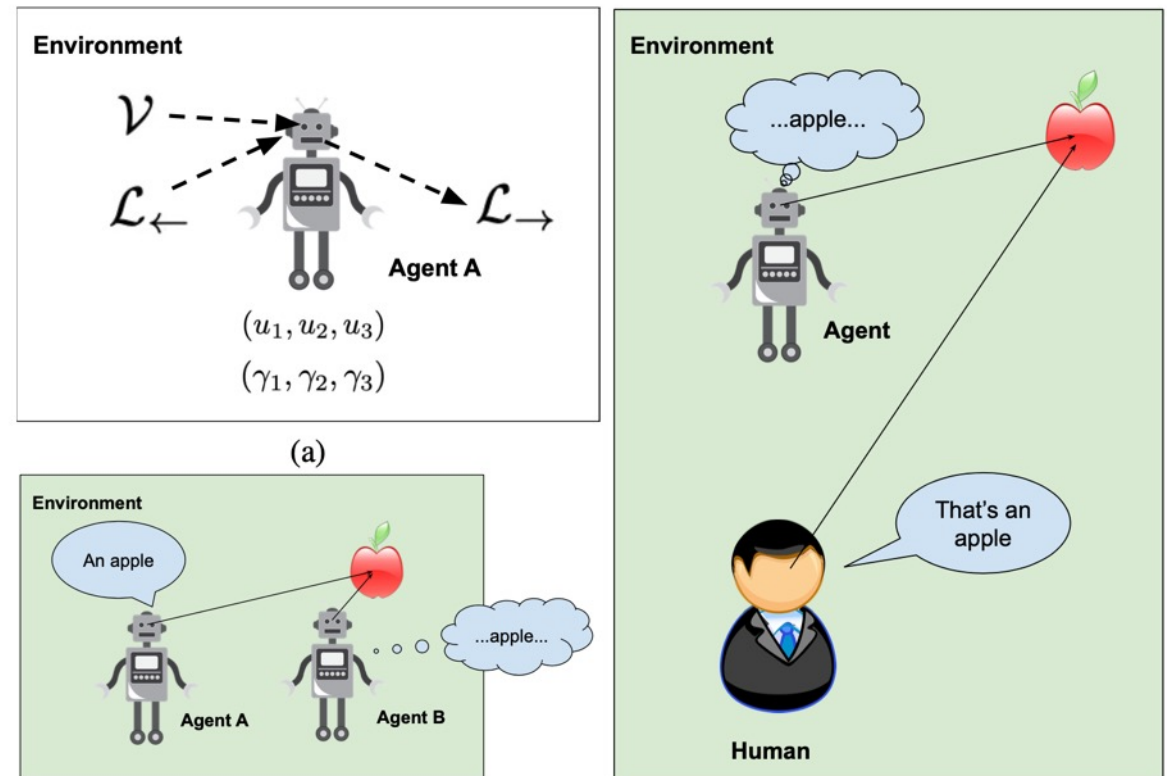 Environment
𝒱
ℒ←
ℒ→
Agent A
(u₁, u₂, u₃)
(γ₁, γ₂, γ₃)
(a)
Environment
An apple
...apple...
Agent A
Agent B
Environment
...apple...
Agent
That's an
apple
Human